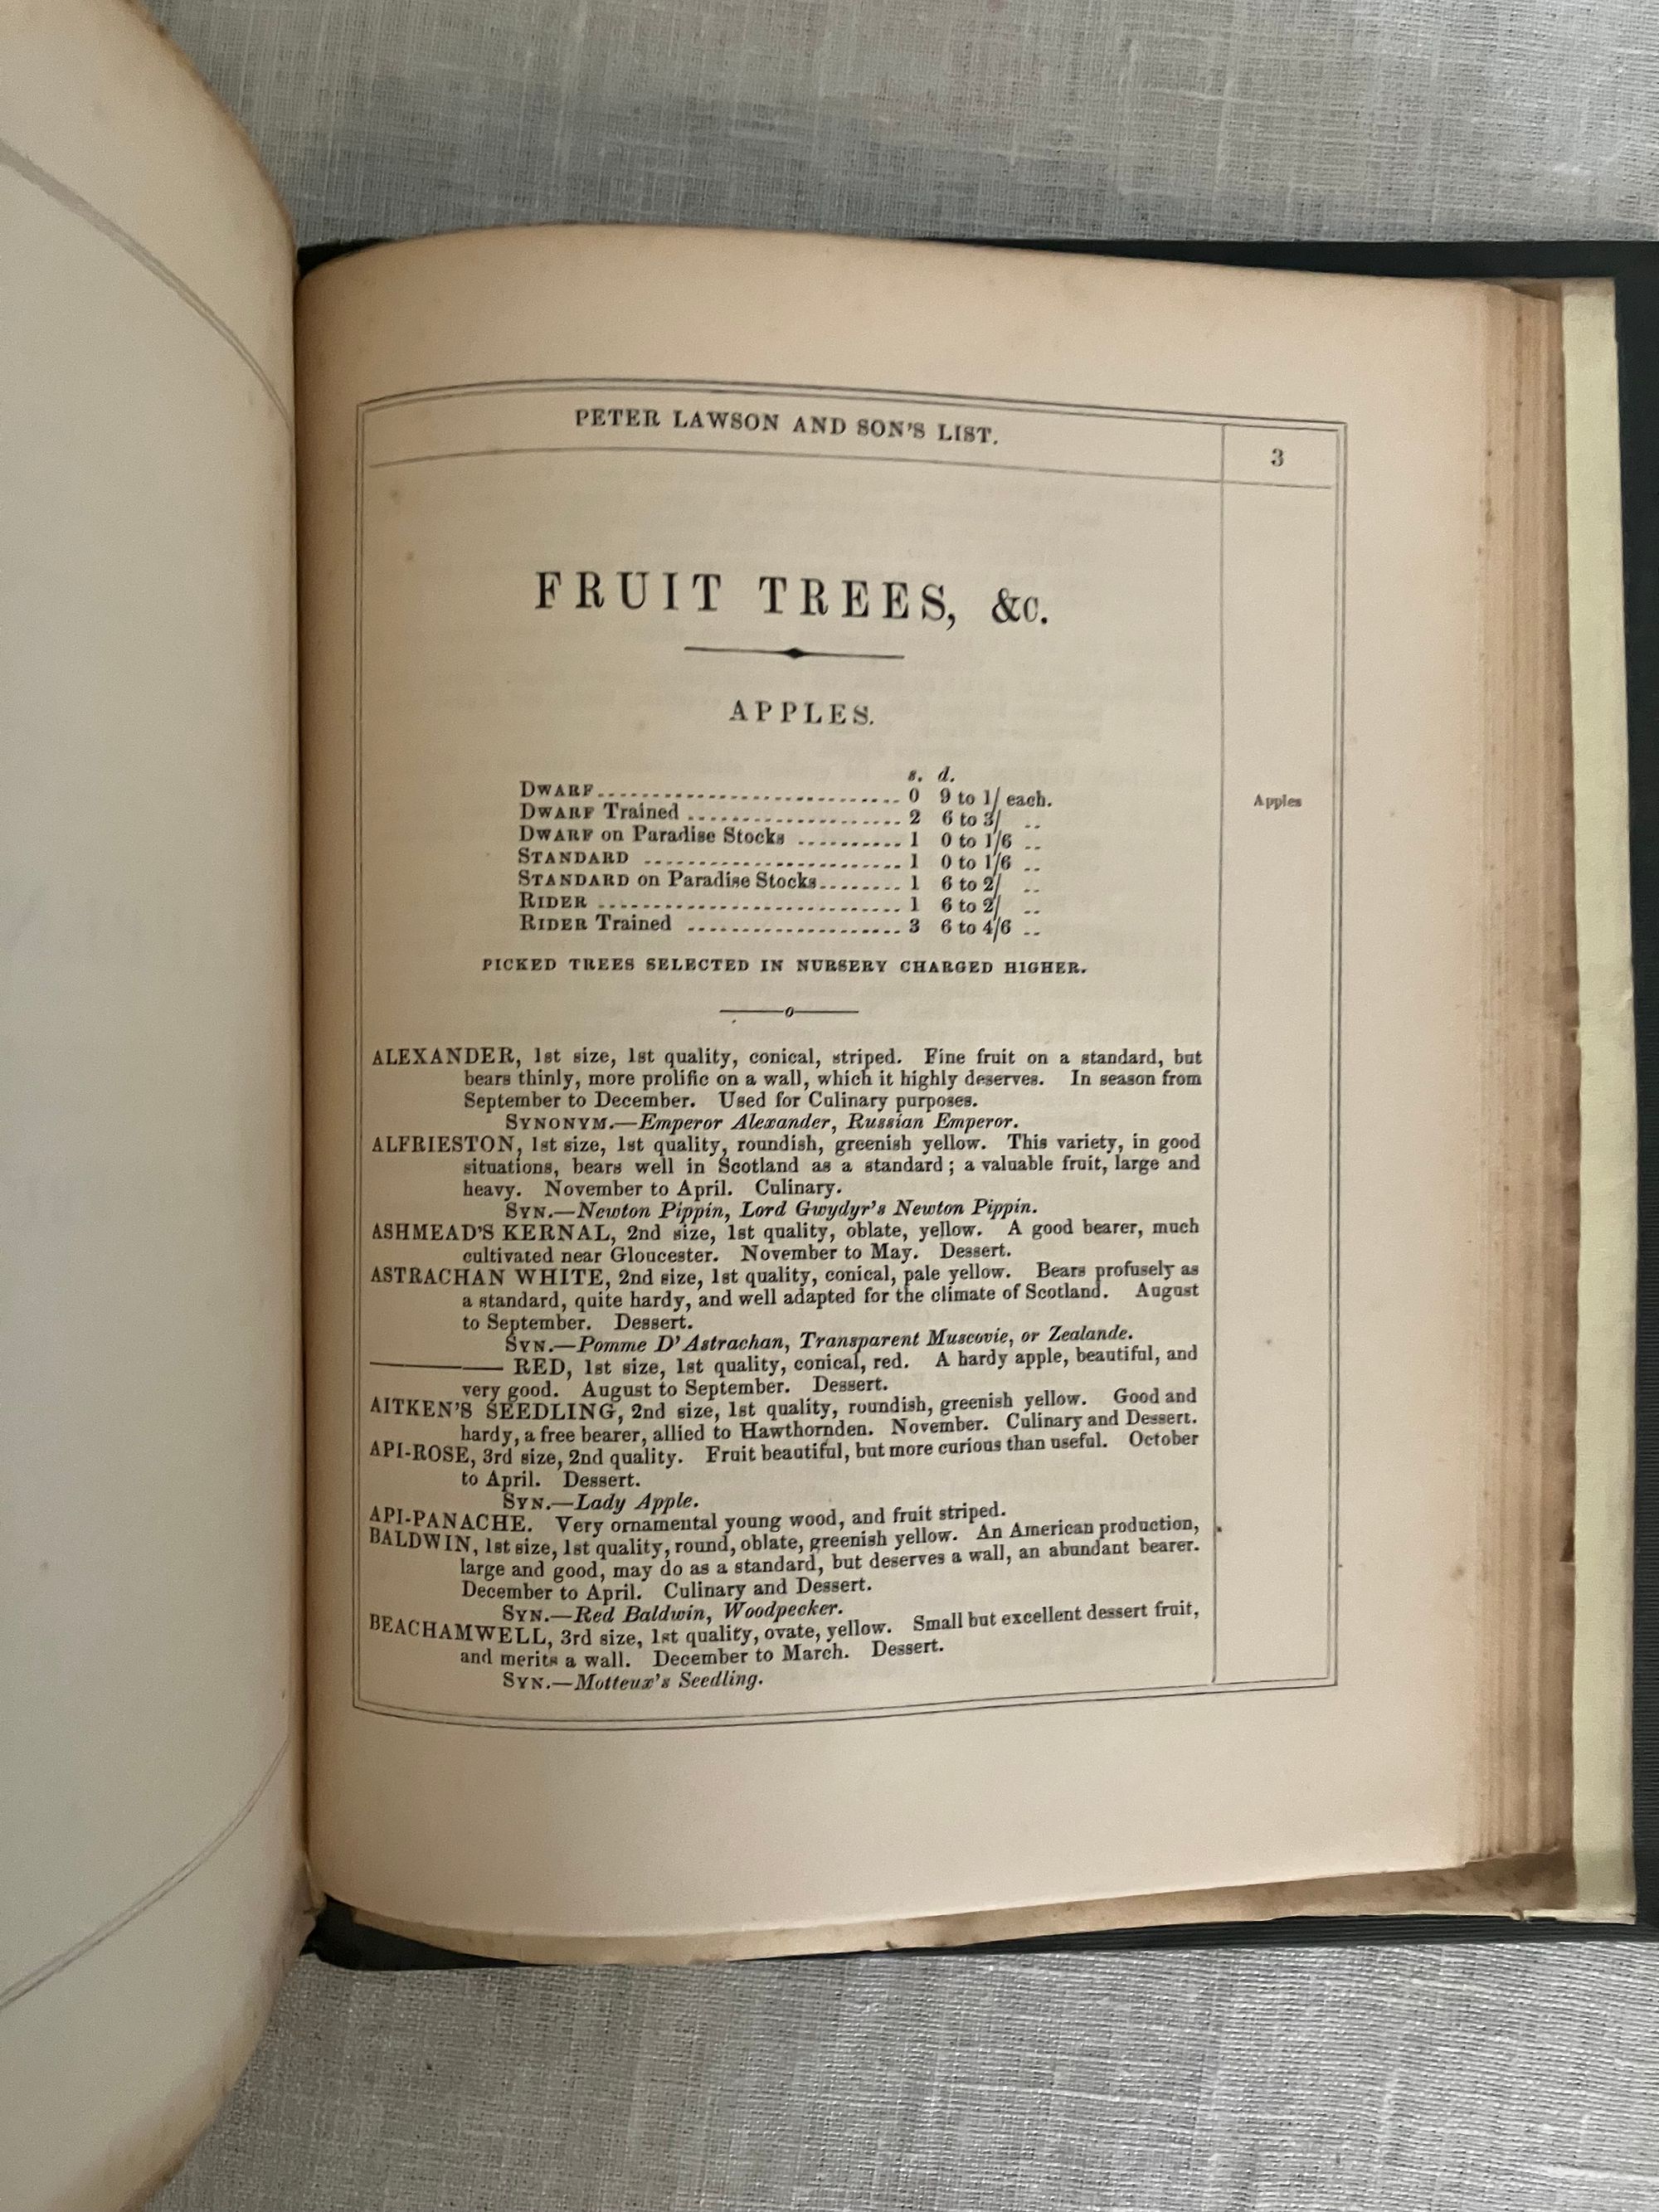 PETER LAWSON AND SON'S LIST.
3
FRUIT TREES, &c.
APPLES.
s. d.
DWARF.............................. 0 9 to 1/ each.
Apples
DWARF Trained .................... 2 6 to 3/ ..
DWARF on Paradise Stocks .......... 1 0 to 1/6 ..
STANDARD ........................ 1 0 to 1/6 ..
STANDARD on Paradise Stocks........ 1 6 to 2/ ..
RIDER ............................ 1 6 to 2/ ..
RIDER Trained .................... 3 6 to 4/6 ..
PICKED TREES SELECTED IN NURSERY CHARGED HIGHER.
ALEXANDER, 1st size, 1st quality, conical, striped. Fine fruit on a standard, but
bears thinly, more prolific on a wall, which it highly deserves. In season from
September to December. Used for Culinary purposes.
SYNONYM.—Emperor Alexander, Russian Emperor.
ALFRIESTON, 1st size, 1st quality, roundish, greenish yellow. This variety, in good
situations, bears well in Scotland as a standard; a valuable fruit, large and
heavy. November to April. Culinary.
SYN.—Newton Pippin, Lord Gwydyr's Newton Pippin.
ASHMEAD'S KERNAL, 2nd size, 1st quality, oblate, yellow. A good bearer, much
cultivated near Gloucester. November to May. Dessert.
ASTRACHAN WHITE, 2nd size, 1st quality, conical, pale yellow. Bears profusely as
a standard, quite hardy, and well adapted for the climate of Scotland. August
to September. Dessert.
SYN.—Pomme D'Astrachan, Transparent Muscovie, or Zealande.
——— RED, 1st size, 1st quality, conical, red. A hardy apple, beautiful, and
very good. August to September. Dessert.
AITKEN'S SEEDLING, 2nd size, 1st quality, roundish, greenish yellow. Good and
hardy, a free bearer, allied to Hawthornden. November. Culinary and Dessert.
API-ROSE, 3rd size, 2nd quality. Fruit beautiful, but more curious than useful. October
to April. Dessert.
SYN.—Lady Apple.
API-PANACHE. Very ornamental young wood, and fruit striped.
BALDWIN, 1st size, 1st quality, round, oblate, greenish yellow. An American production,
large and good, may do as a standard, but deserves a wall, an abundant bearer.
December to April. Culinary and Dessert.
SYN.—Red Baldwin, Woodpecker.
BEACHAMWELL, 3rd size, 1st quality, ovate, yellow. Small but excellent dessert fruit,
and merits a wall. December to March. Dessert.
SYN.—Motteux's Seedling.